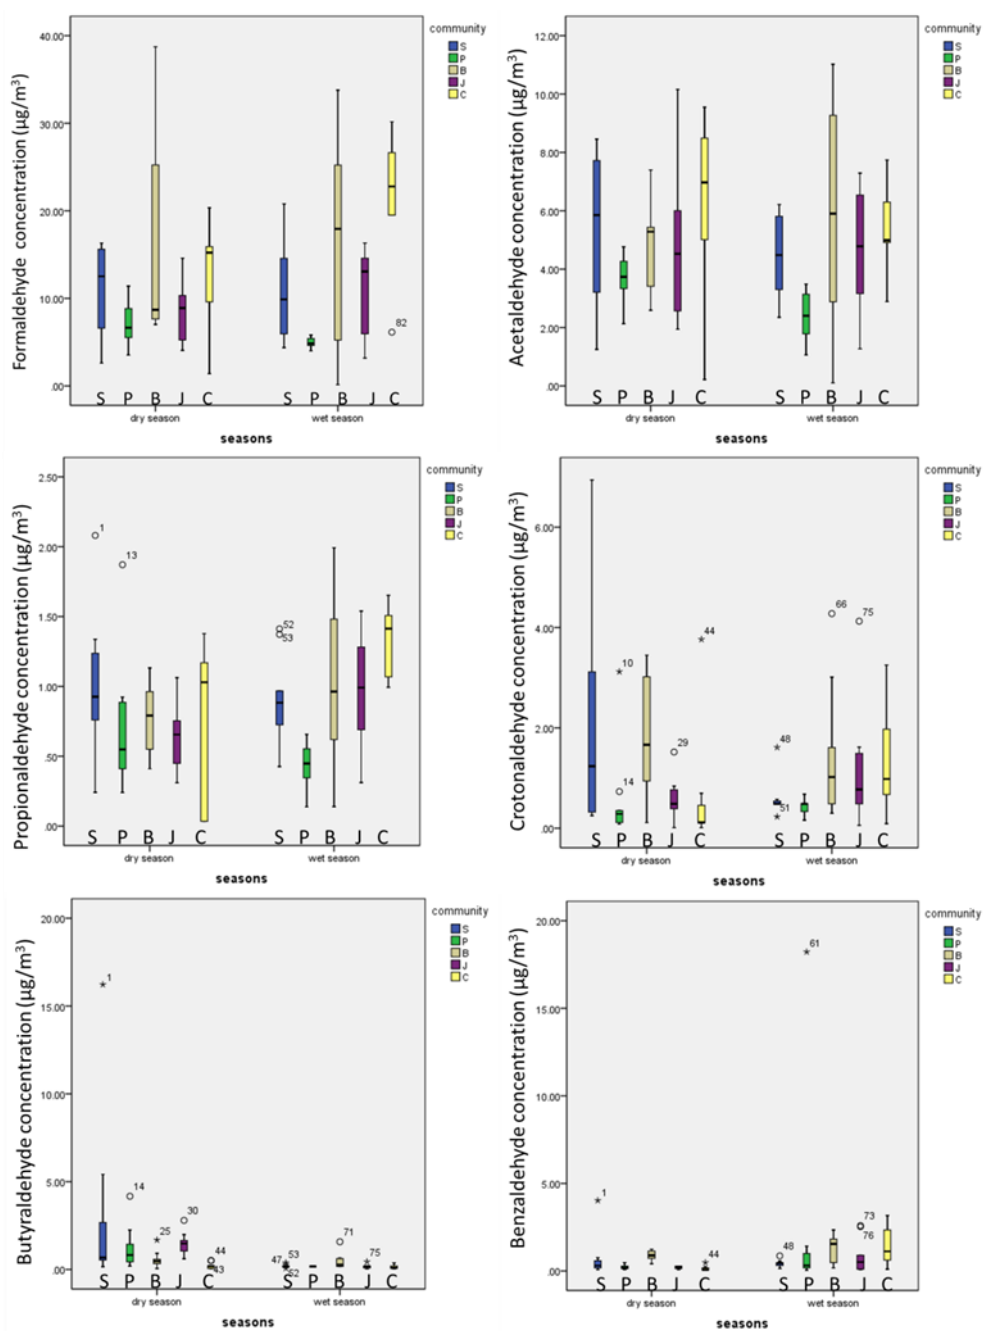 Formaldehyde concentration (µg/m³)
40.00
30.00
20.00
10.00
.00
community
S
P
B
J
C
82
S P B J C S P B J C
dry season wet season
seasons
Acetaldehyde concentration (µg/m³)
12.00
10.00
8.00
6.00
4.00
2.00
.00
community
S
P
B
J
C
S P B J C S P B J C
dry season wet season
seasons
Propionaldehyde concentration (µg/m³)
2.50
2.00
1.50
1.00
.50
.00
community
S
P
B
J
C
1
13
52
53
S P B J C S P B J C
dry season wet season
seasons
Crotonaldehyde concentration (µg/m³)
6.00
4.00
2.00
.00
community
S
P
B
J
C
10
14
29
44
48
51
66
75
S P B J C S P B J C
dry season wet season
seasons
Butyraldehyde concentration (µg/m³)
20.00
15.00
10.00
5.00
.00
community
S
P
B
J
C
1
14
25
30
44
43
47
53
52
71
75
S P B J C S P B J C
dry season wet season
seasons
Benzaldehyde concentration (µg/m³)
20.00
15.00
10.00
5.00
.00
community
S
P
B
J
C
1
44
48
61
73
76
S P B J C S P B J C
dry season wet season
seasons